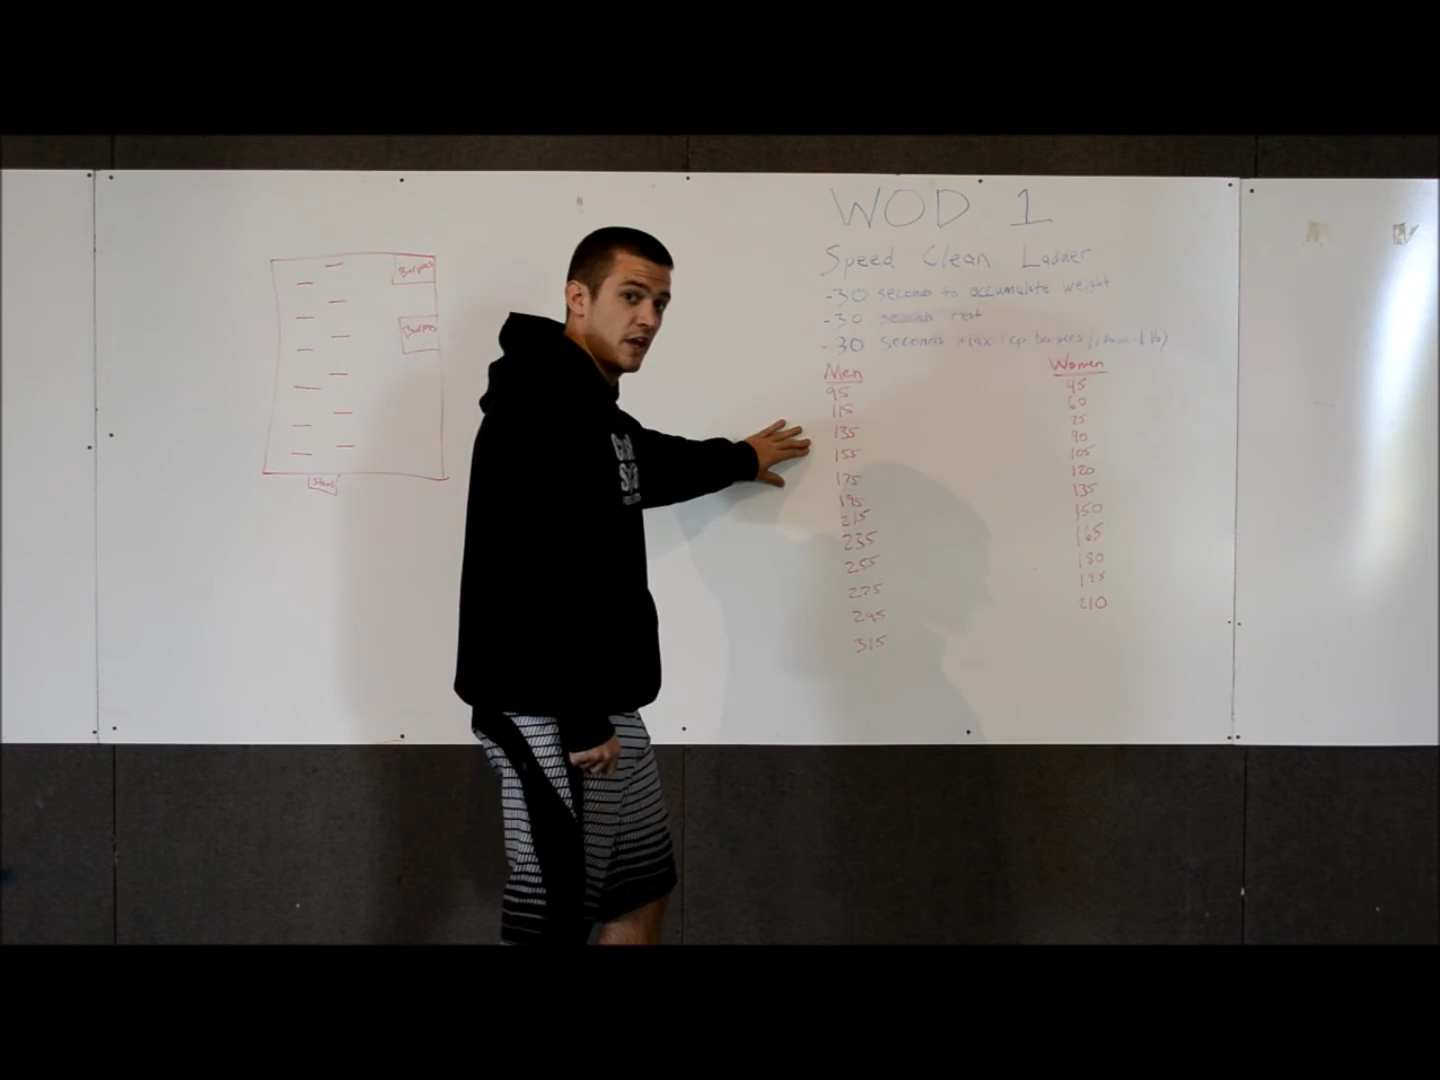 WOD 1
Speed Clean Ladder
-30 seconds to accumulate weight
-30 seconds rest
-30 seconds max rep burpees
Men
95
115
135
155
175
195
215
235
255
275
295
315
Women
45
60
75
90
105
120
135
150
165
180
195
210
Burpees
Burpees
Start